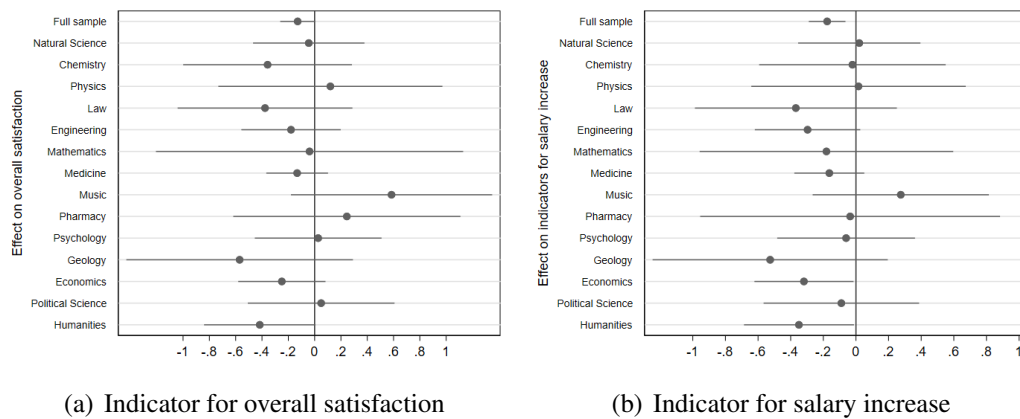 Effect on overall satisfaction
Full sample
Natural Science
Chemistry
Physics
Law
Engineering
Mathematics
Medicine
Music
Pharmacy
Psychology
Geology
Economics
Political Science
Humanities
-1 -.8 -.6 -.4 -.2 0 .2 .4 .6 .8 1
(a) Indicator for overall satisfaction
Effect on indicators for salary increase
Full sample
Natural Science
Chemistry
Physics
Law
Engineering
Mathematics
Medicine
Music
Pharmacy
Psychology
Geology
Economics
Political Science
Humanities
-1 -.8 -.6 -.4 -.2 0 .2 .4 .6 .8 1
(b) Indicator for salary increase